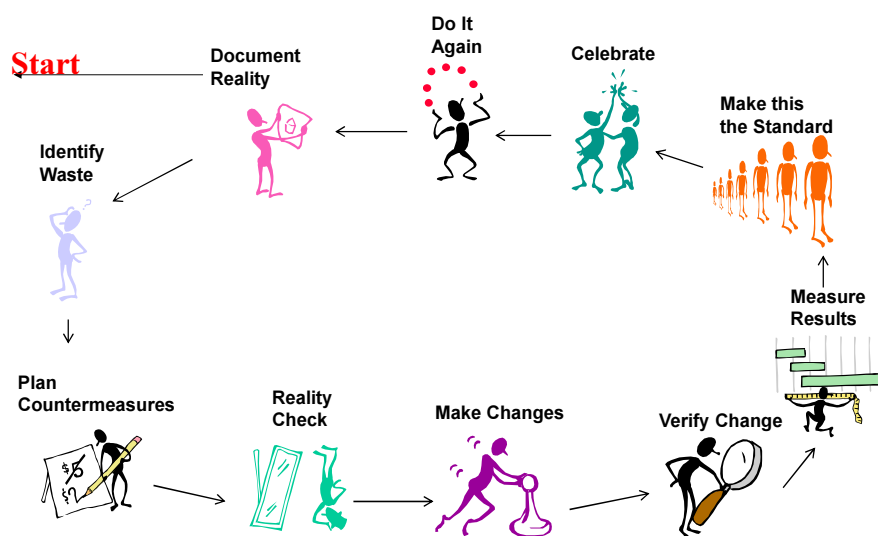 Start
Document
Reality
Do It
Again
Celebrate
Make this
the Standard
Identify
Waste
Measure
Results
Plan
Countermeasures
Reality
Check
Make Changes
Verify Change